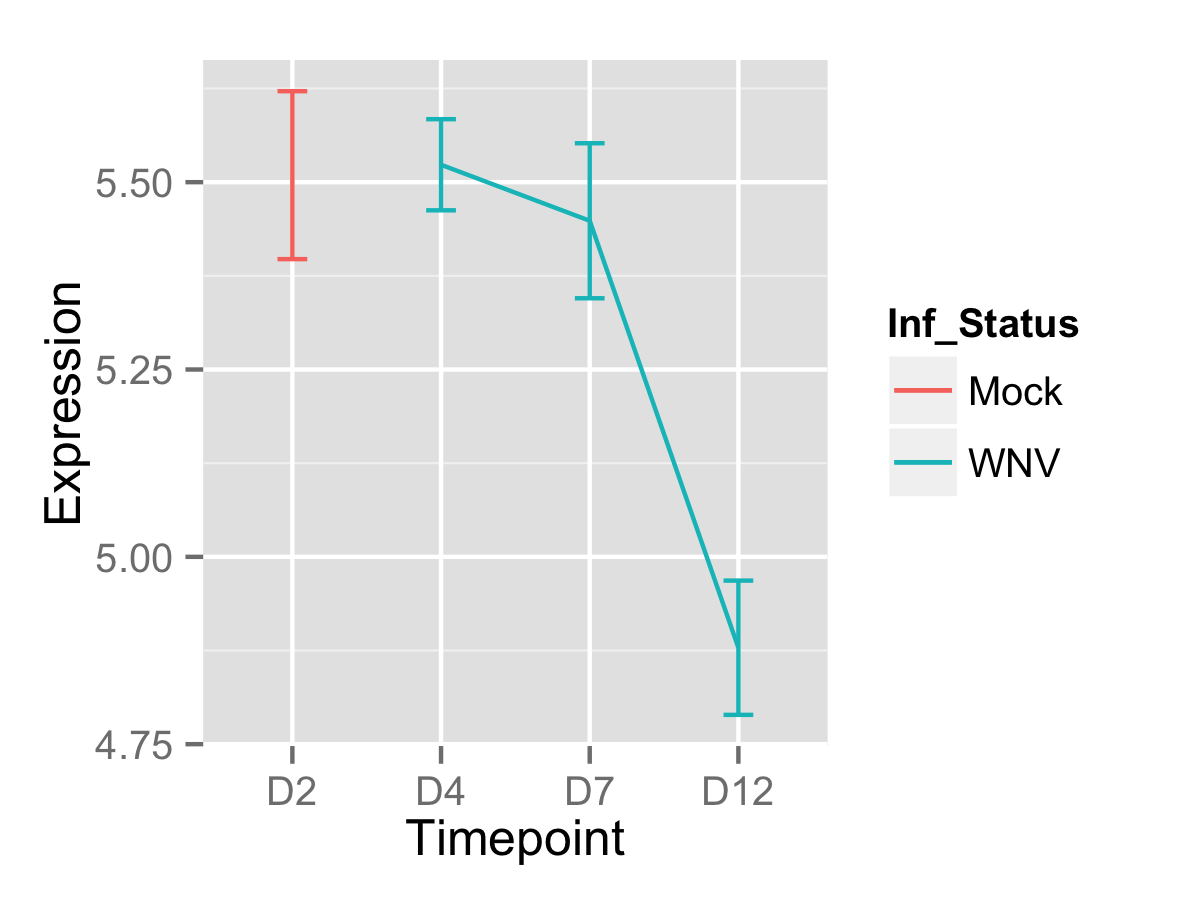 Expression
5.50
5.25
5.00
4.75
D2 D4 D7 D12
Timepoint
Inf_Status
Mock
WNV